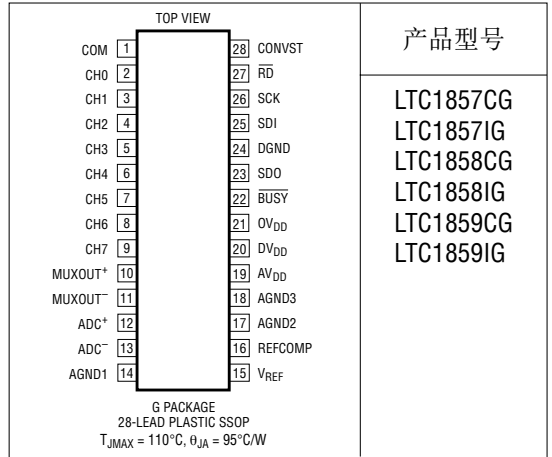 TOP VIEW
COM 1 28 CONVST
CH0 2 27 R̅D̅
CH1 3 26 SCK
CH2 4 25 SDI
CH3 5 24 DGND
CH4 6 23 SDO
CH5 7 22 B̅U̅S̅Y̅
CH6 8 21 OVDD
CH7 9 20 DVDD
MUXOUT⁺ 10 19 AVDD
MUXOUT⁻ 11 18 AGND3
ADC⁺ 12 17 AGND2
ADC⁻ 13 16 REFCOMP
AGND1 14 15 VREF
G PACKAGE
28-LEAD PLASTIC SSOP
TJMAX = 110°C, θJA = 95°C/W
产品型号
LTC1857CG
LTC1857IG
LTC1858CG
LTC1858IG
LTC1859CG
LTC1859IG